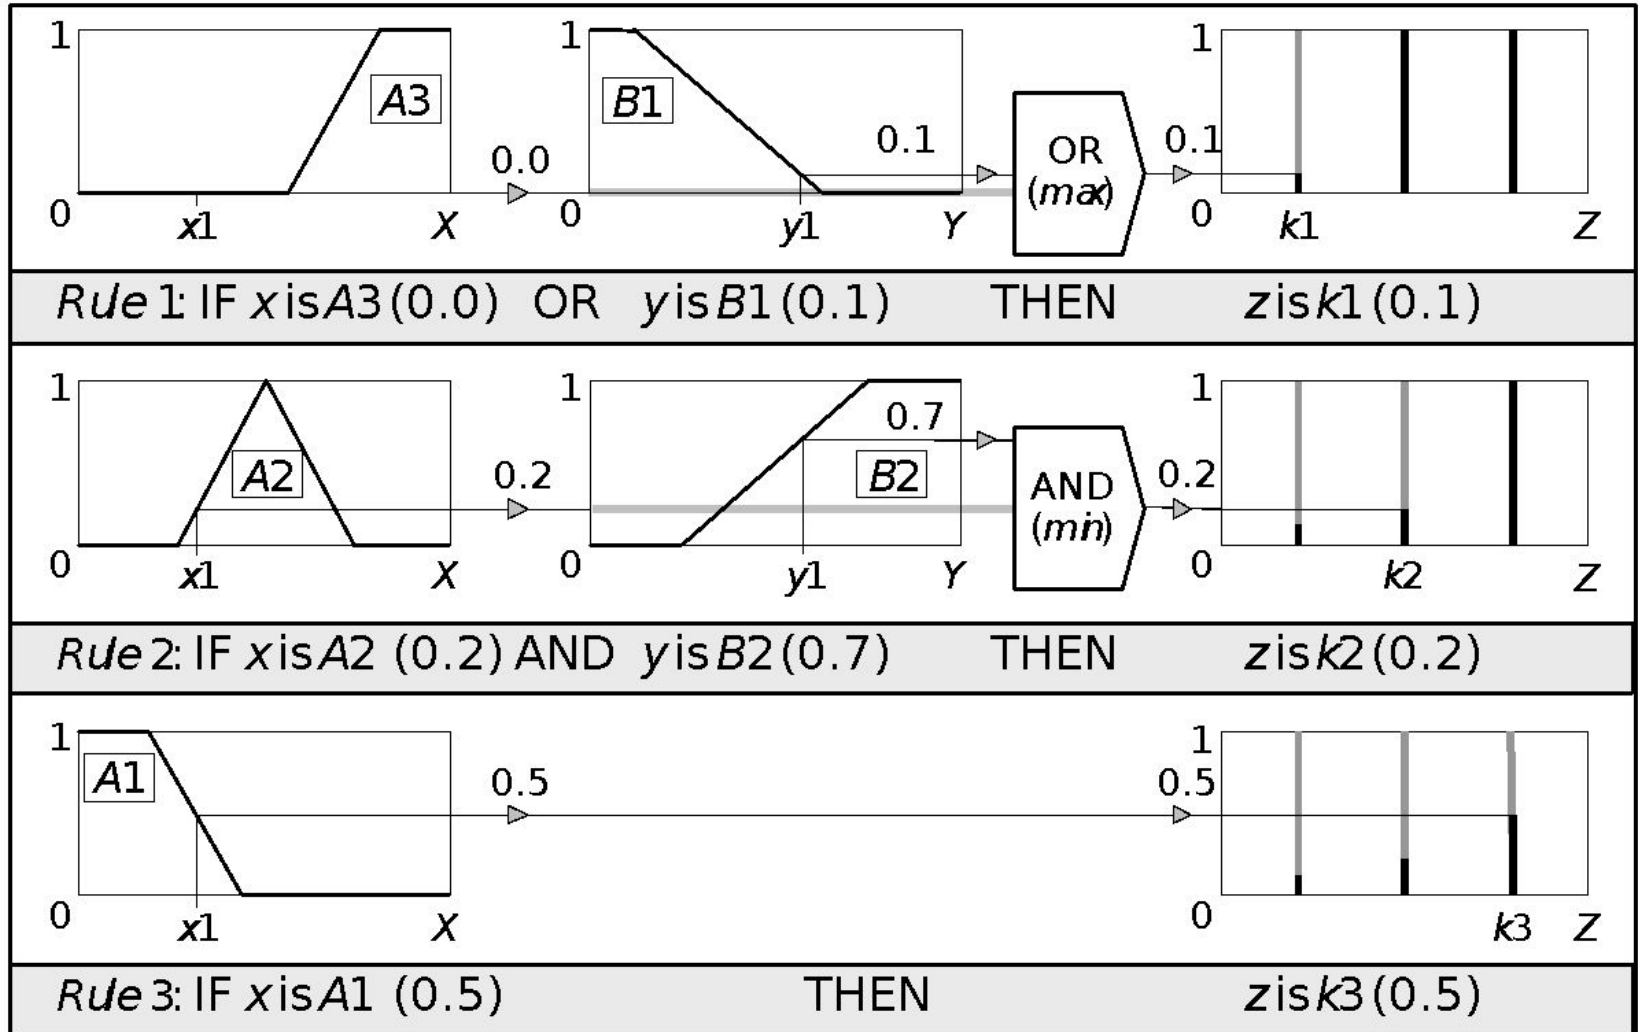 1 A3 0.0 1 B1 0.1 OR (max) 0.1 1
0 x1 X 0 y1 Y 0 k1 Z
Rule 1: IF x is A3 (0.0) OR y is B1 (0.1) THEN z is k1 (0.1)
1 A2 0.2 1 0.7 B2 AND (min) 0.2 1
0 x1 X 0 y1 Y 0 k2 Z
Rule 2: IF x is A2 (0.2) AND y is B2 (0.7) THEN z is k2 (0.2)
1 A1 0.5 1 0.5
0 x1 X 0 k3 Z
Rule 3: IF x is A1 (0.5) THEN z is k3 (0.5)